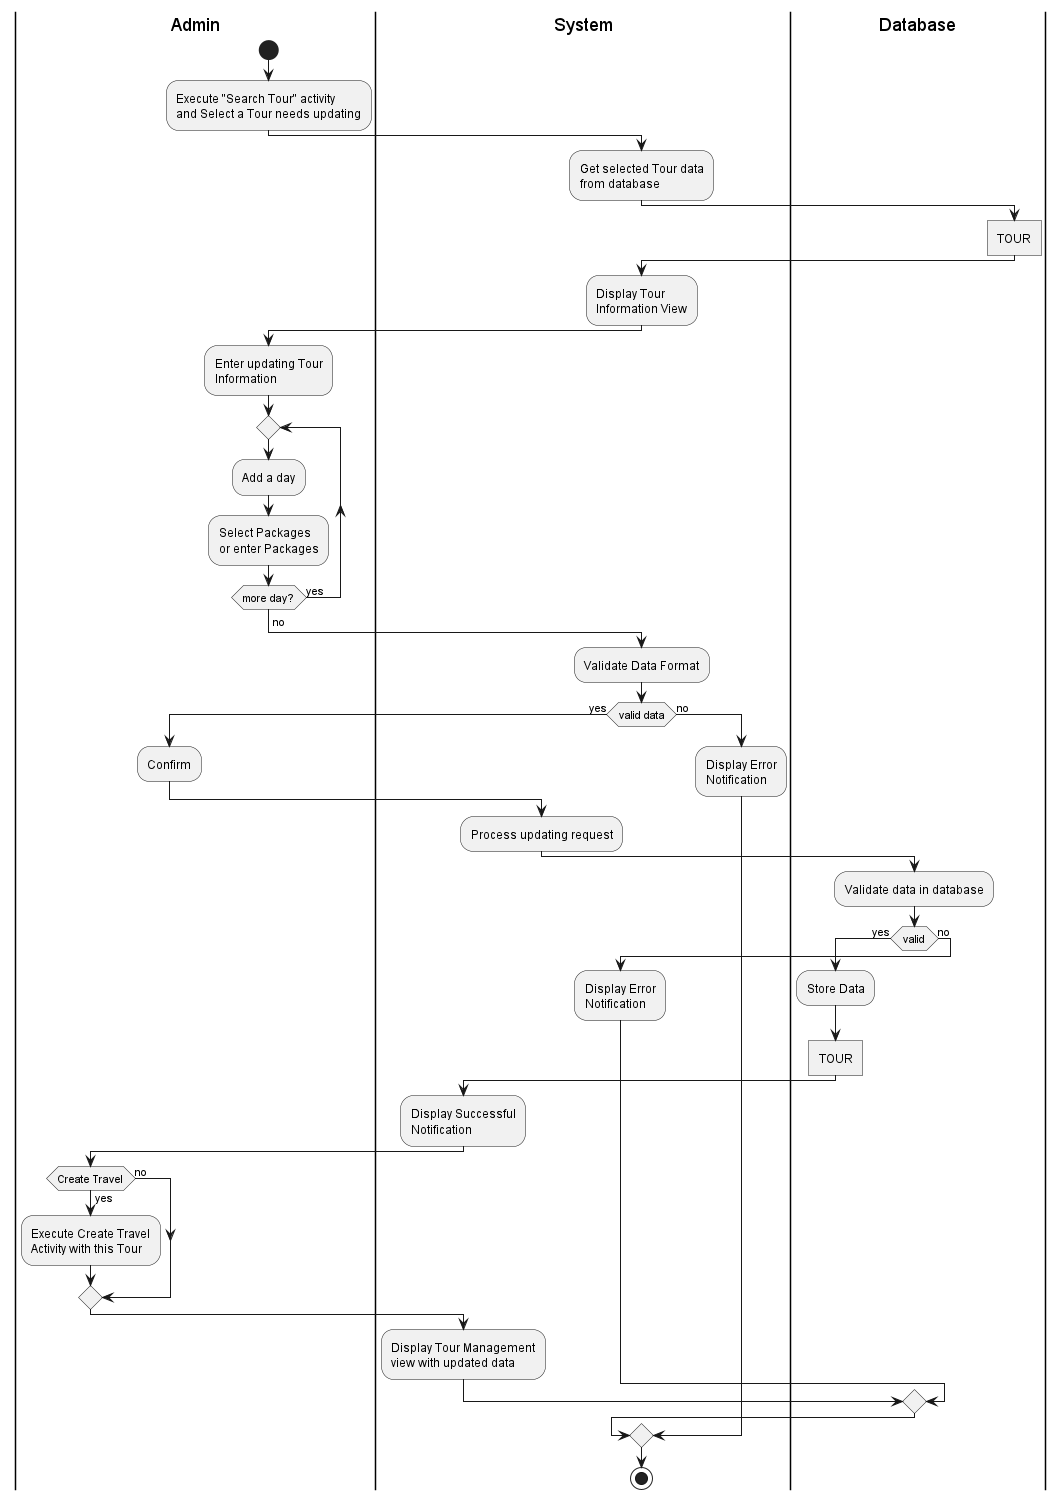 Admin
System
Database
Execute "Search Tour" activity
and Select a Tour needs updating
Get selected Tour data
from database
TOUR
Display Tour
Information View
Enter updating Tour
Information
Add a day
Select Packages
or enter Packages
more day?
yes
no
Validate Data Format
yes
valid data
no
Confirm
Display Error
Notification
Process updating request
Validate data in database
yes
valid
no
Display Error
Notification
Store Data
TOUR
Display Successful
Notification
Create Travel
no
yes
Execute Create Travel
Activity with this Tour
Display Tour Management
view with updated data